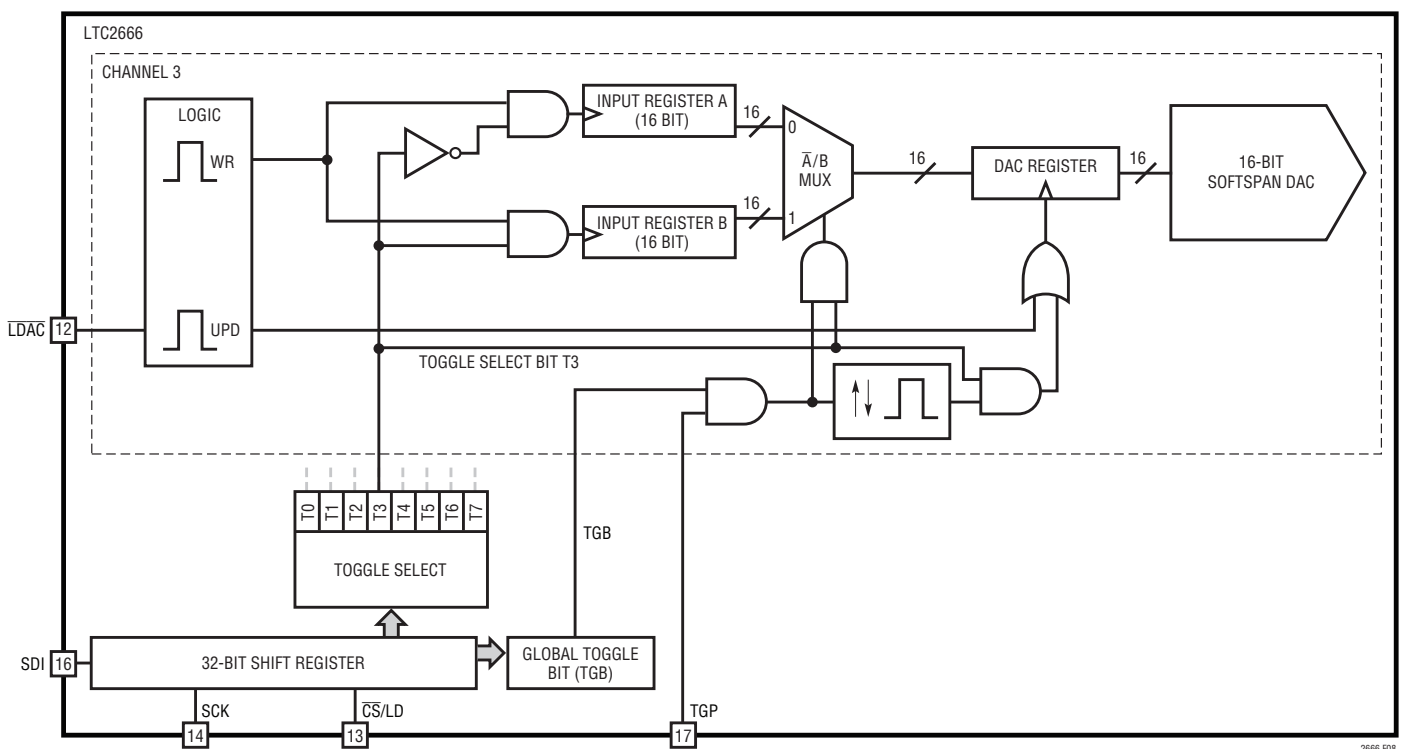 LTC2666
CHANNEL 3
LOGIC
WR
UPD
INPUT REGISTER A
(16 BIT)
16
0
A̅/B
MUX
16
DAC REGISTER
16
16-BIT
SOFTSPAN DAC
INPUT REGISTER B
(16 BIT)
16
1
L̅D̅A̅C̅
12
TOGGLE SELECT BIT T3
T0
T1
T2
T3
T4
T5
T6
T7
TOGGLE SELECT
TGB
SDI
16
32-BIT SHIFT REGISTER
GLOBAL TOGGLE
BIT (TGB)
SCK
C̅S̅/LD
TGP
14
13
17
2666 F08